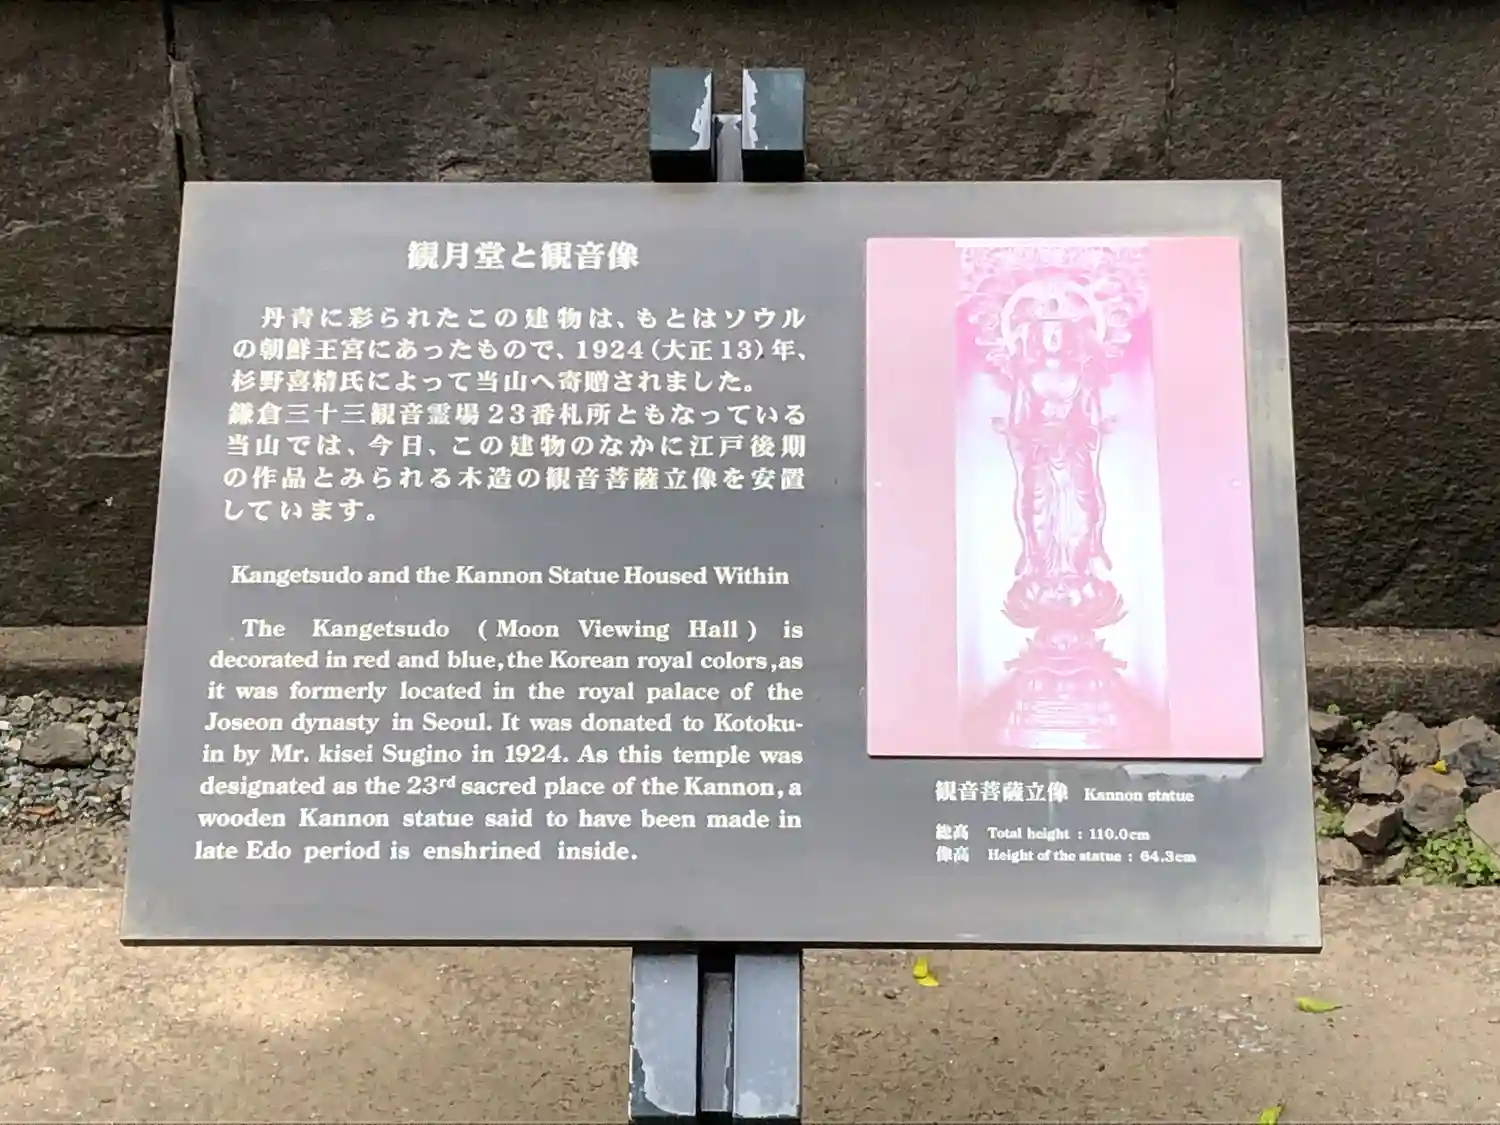 観月堂と観音像
丹青に彩られたこの建物は、もとはソウル
の朝鮮王宮にあったもので、1924(大正13)年、
杉野喜精氏によって当山へ寄贈されました。
鎌倉三十三観音霊場23番札所ともなっている
当山では、今日、この建物のなかに江戸後期
の作品とみられる木造の観音菩薩立像を安置
しています。
Kangetsudo and the Kannon Statue Housed Within
The Kangetsudo (Moon Viewing Hall) is
decorated in red and blue,the Korean royal colors,as
it was formerly located in the royal palace of the
Joseon dynasty in Seoul. It was donated to Kotoku-
in by Mr. kisei Sugino in 1924. As this temple was
designated as the 23rd sacred place of the Kannon,a
wooden Kannon statue said to have been made in
late Edo period is enshrined inside.
観音菩薩立像 Kannon statue
総高 Total height : 110.0cm
像高 Height of the statue : 64.3cm